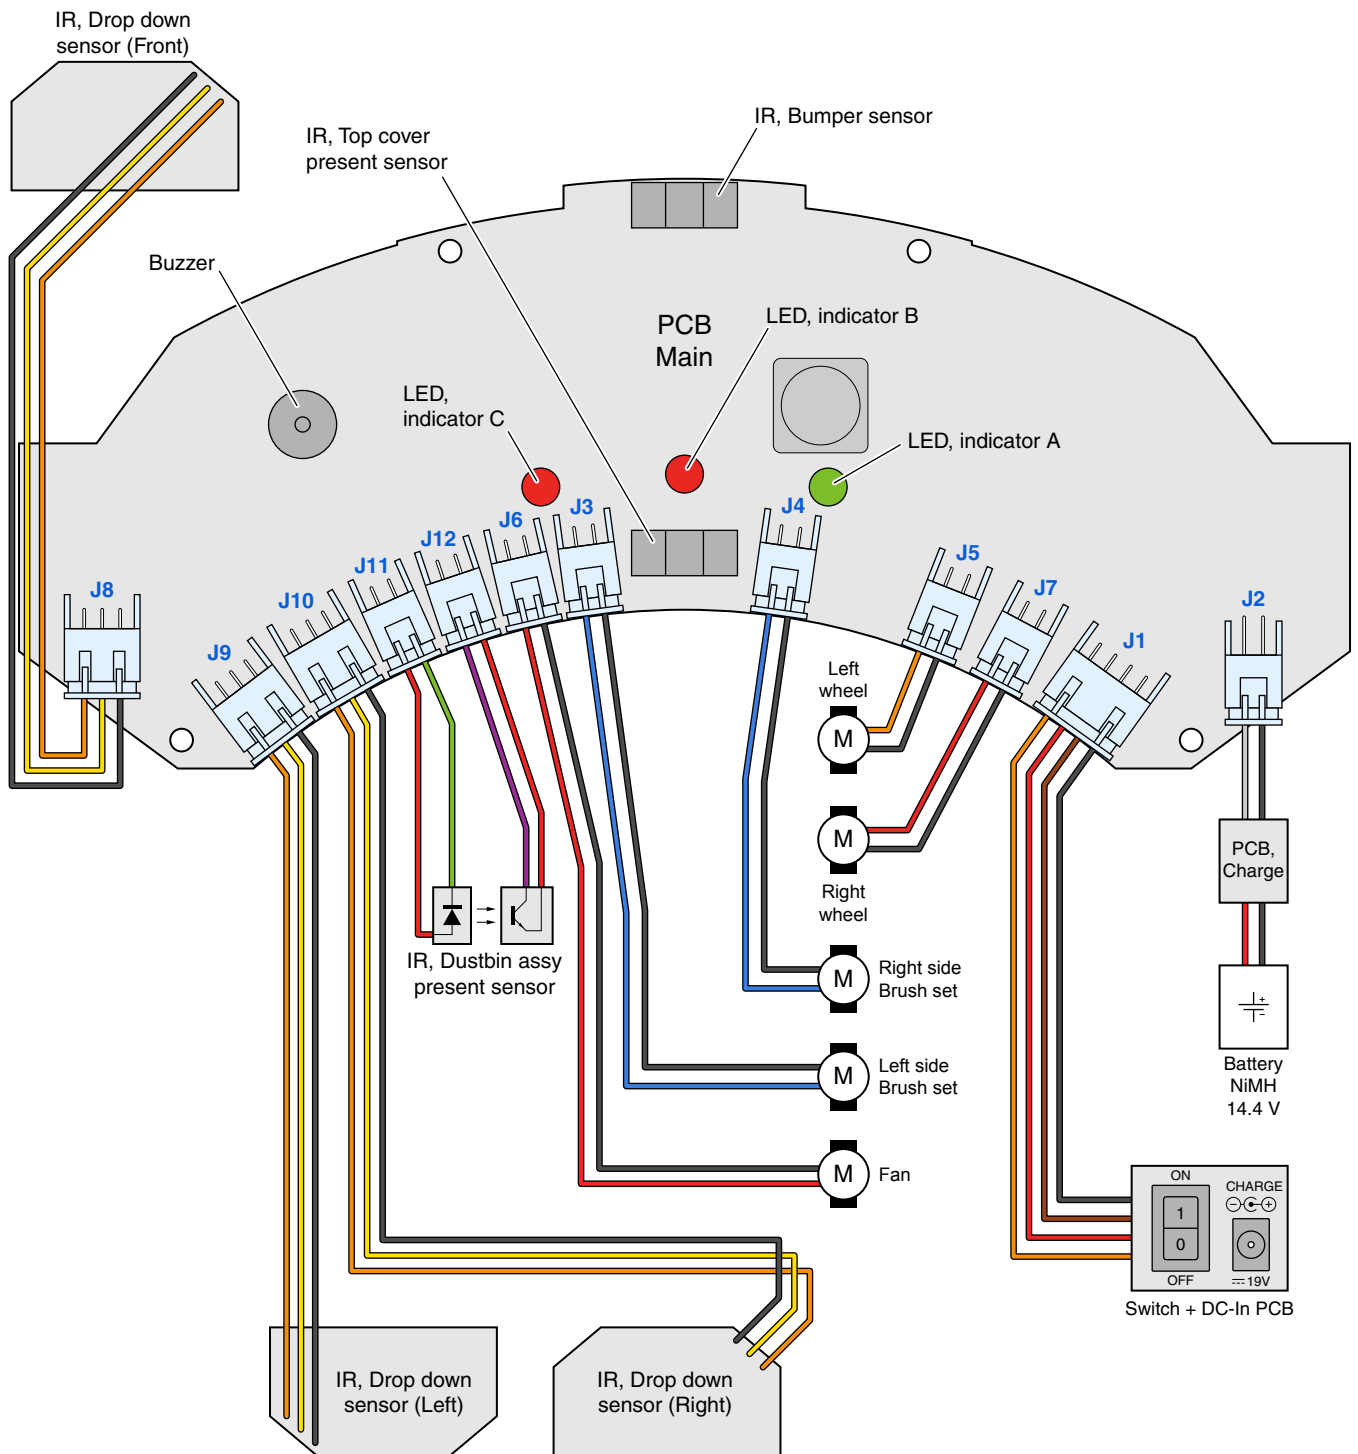 IR, Drop down
sensor (Front)
IR, Top cover
present sensor
IR, Bumper sensor
Buzzer
PCB
Main
LED, indicator B
LED,
indicator C
LED, indicator A
J8
J9
J10
J11
J12
J6
J3
J4
J5
J7
J1
J2
Left
wheel
M
M
Right
wheel
PCB,
Charge
IR, Dustbin assy
present sensor
M
Right side
Brush set
+
−
Battery
NiMH
14.4 V
M
Left side
Brush set
M
Fan
ON
1
0
OFF
CHARGE
− C +
19V
Switch + DC-In PCB
IR, Drop down
sensor (Left)
IR, Drop down
sensor (Right)